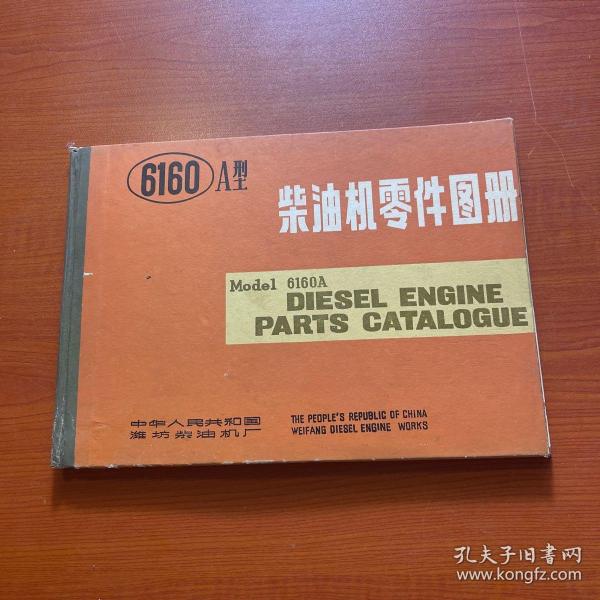 6160 A型
柴油机零件图册
Model 6160A
DIESEL ENGINE
PARTS CATALOGUE
中华人民共和国
潍坊柴油机厂
THE PEOPLE'S REPUBLIC OF CHINA
WEIFANG DIESEL ENGINE WORKS
孔夫子旧书网
www.kongfz.com